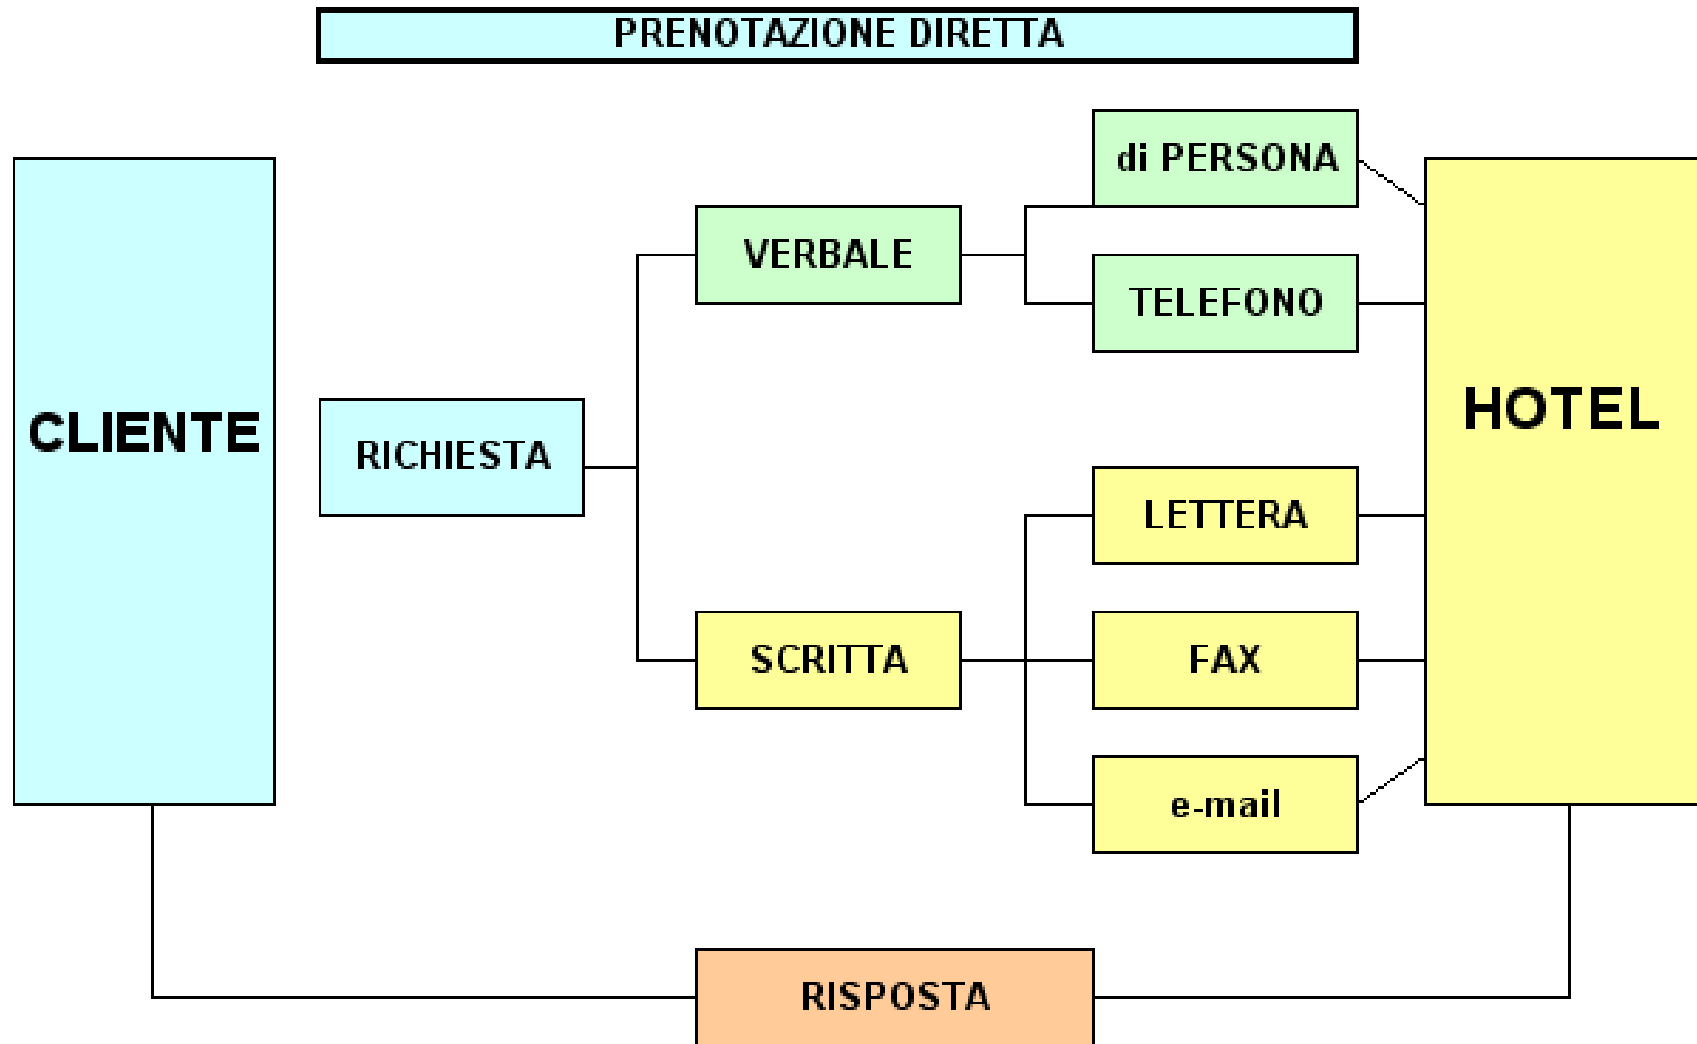 PRENOTAZIONE DIRETTA
CLIENTE
RICHIESTA
VERBALE
di PERSONA
TELEFONO
SCRITTA
LETTERA
FAX
e-mail
HOTEL
RISPOSTA